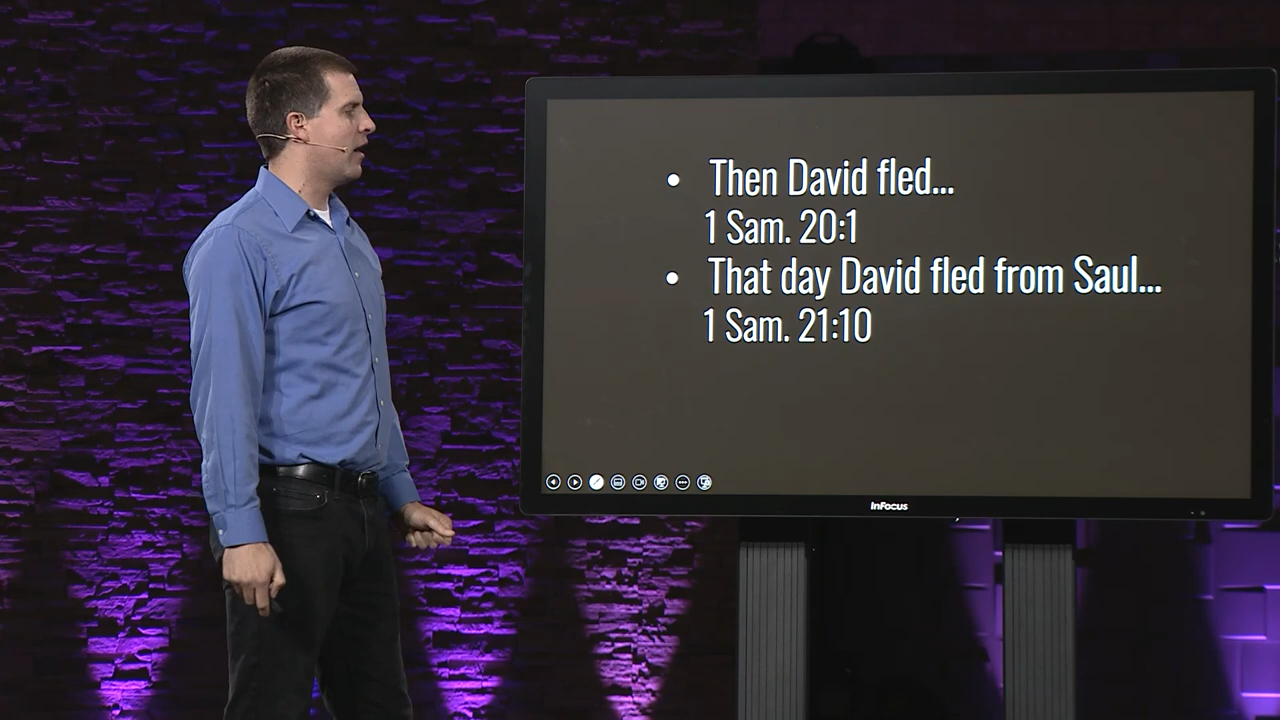 • Then David fled...
1 Sam. 20:1
• That day David fled from Saul...
1 Sam. 21:10
InFocus